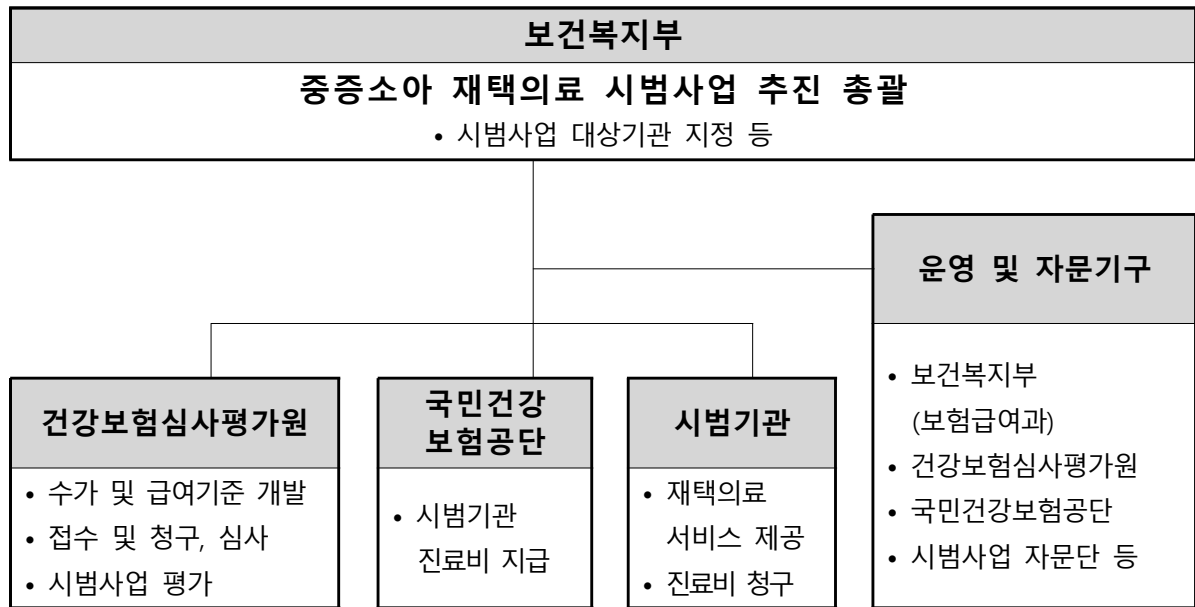 보건복지부
중증소아 재택의료 시범사업 추진 총괄
• 시범사업 대상기관 지정 등
운영 및 자문기구
• 보건복지부
(보험급여과)
• 건강보험심사평가원
• 국민건강보험공단
• 시범사업 자문단 등
건강보험심사평가원
• 수가 및 급여기준 개발
• 접수 및 청구, 심사
• 시범사업 평가
국민건강
보험공단
• 시범기관
진료비 지급
시범기관
• 재택의료
서비스 제공
• 진료비 청구